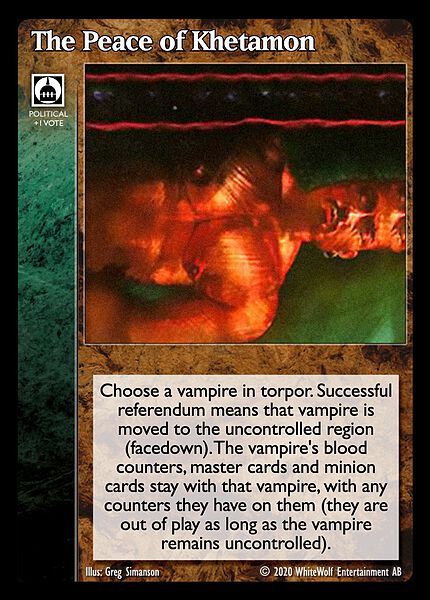 The Peace of Khetamon
POLITICAL
+1 VOTE
Choose a vampire in torpor. Successful
referendum means that vampire is
moved to the uncontrolled region
(facedown). The vampire's blood
counters, master cards and minion
cards stay with that vampire, with any
counters they have on them (they are
out of play as long as the vampire
remains uncontrolled).
Illus: Greg Simanson
© 2020 WhiteWolf Entertainment AB